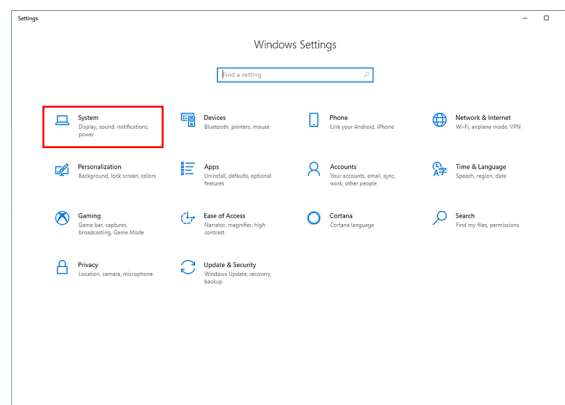 Settings
Windows Settings
Find a setting
System
Display, sound, notifications,
power
Devices
Bluetooth, printers, mouse
Phone
Link your Android, iPhone
Network & Internet
Wi-Fi, airplane mode, VPN
Personalization
Background, lock screen, colors
Apps
Uninstall, defaults, optional
features
Accounts
Your accounts, email, sync,
work, other people
Time & Language
Speech, region, date
Gaming
Game bar, captures,
broadcasting, Game Mode
Ease of Access
Narrator, magnifier, high
contrast
Cortana
Cortana language
Search
Find my files, permissions
Privacy
Location, camera, microphone
Update & Security
Windows Update, recovery,
backup